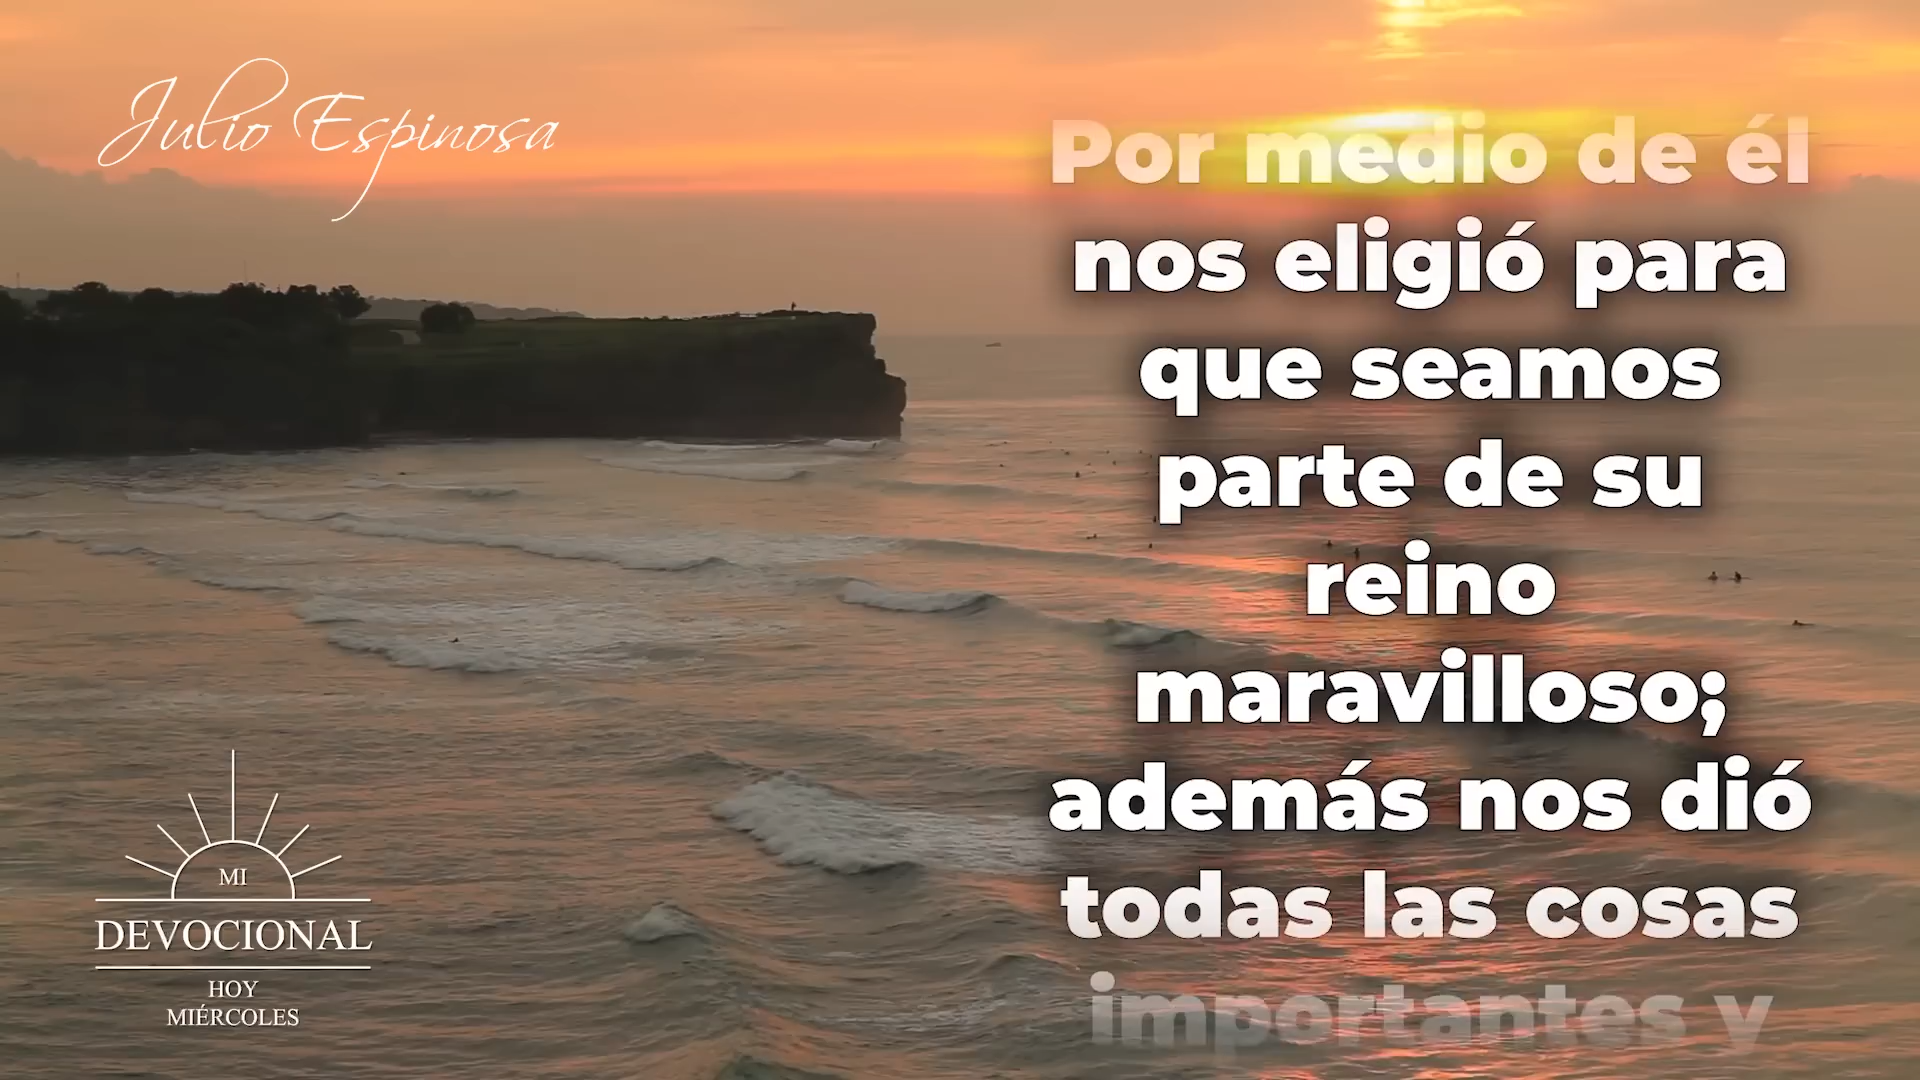 Julio Espinosa
Por medio de él
nos eligió para
que seamos
parte de su
reino
maravilloso;
además nos dió
todas las cosas
importantes y
MI
DEVOCIONAL
HOY
MIÉRCOLES